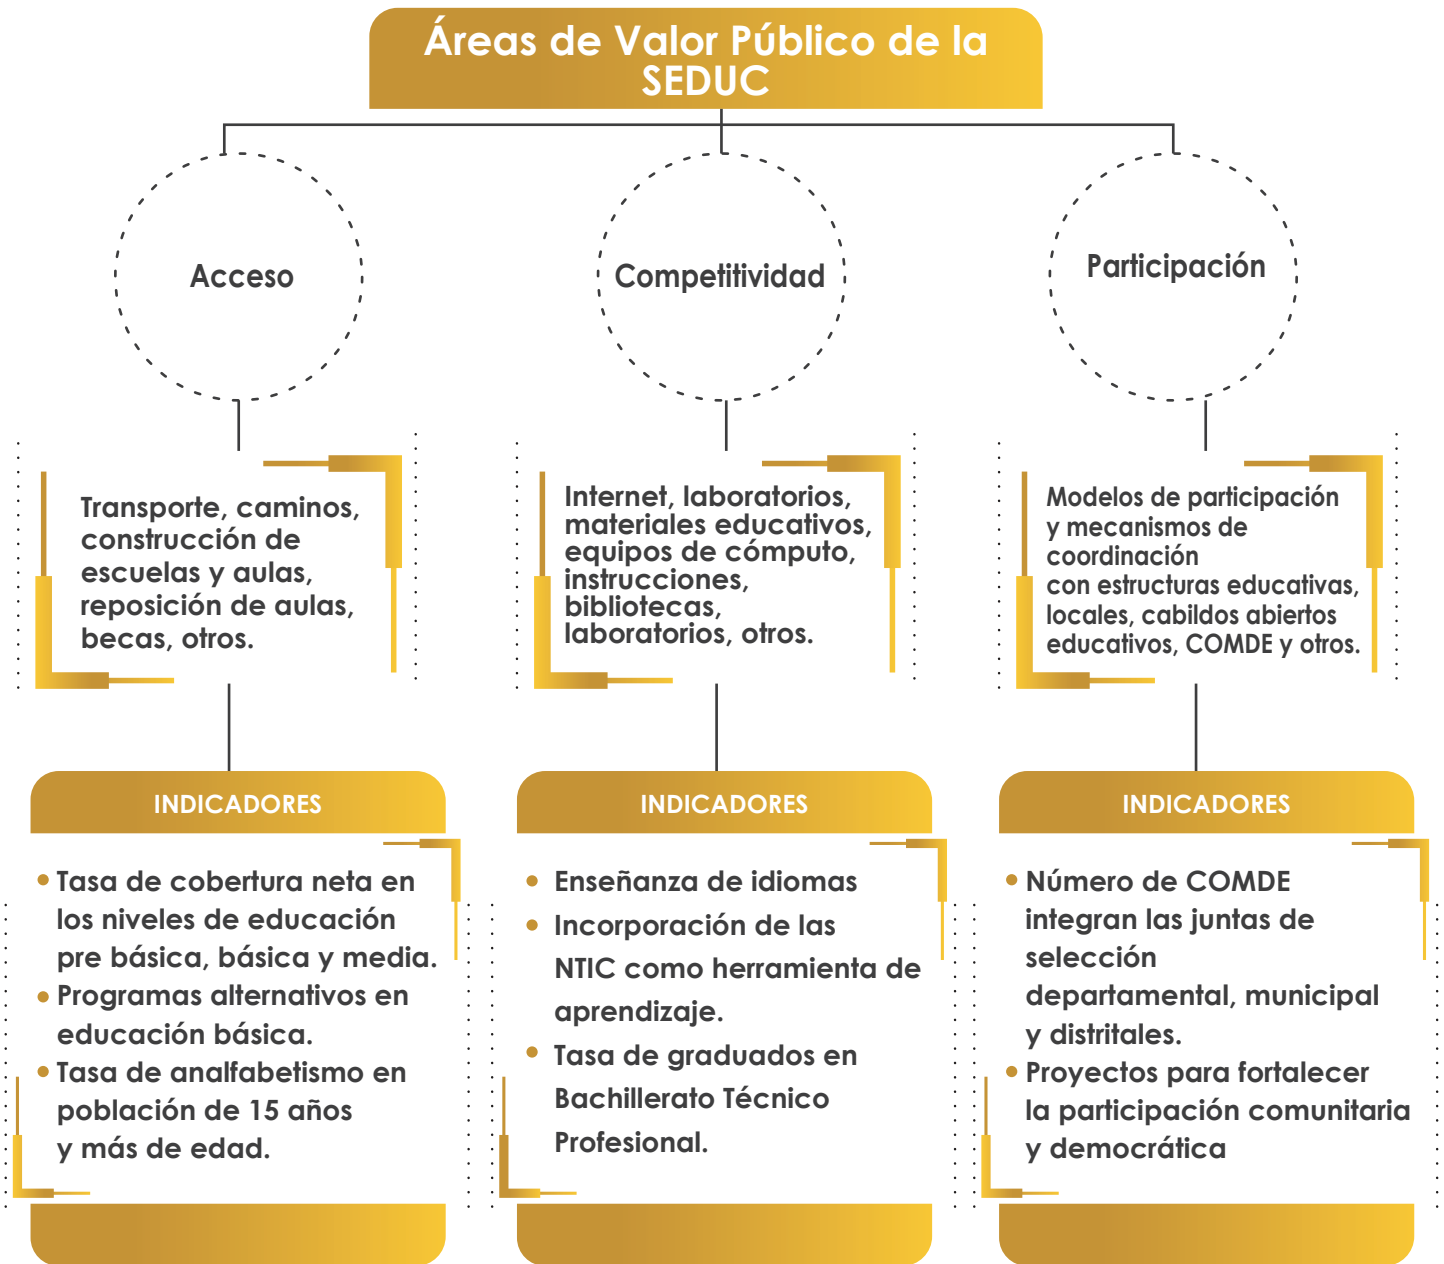 Áreas de Valor Público de la
SEDUC
Acceso
Competitividad
Participación
Transporte, caminos,
construcción de
escuelas y aulas,
reposición de aulas,
becas, otros.
Internet, laboratorios,
materiales educativos,
equipos de cómputo,
instrucciones,
bibliotecas,
laboratorios, otros.
Modelos de participación
y mecanismos de
coordinación
con estructuras educativas,
locales, cabildos abiertos
educativos, COMDE y otros.
INDICADORES
• Tasa de cobertura neta en
los niveles de educación
pre básica, básica y media.
• Programas alternativos en
educación básica.
• Tasa de analfabetismo en
población de 15 años
y más de edad.
INDICADORES
• Enseñanza de idiomas
• Incorporación de las
NTIC como herramienta de
aprendizaje.
• Tasa de graduados en
Bachillerato Técnico
Profesional.
INDICADORES
• Número de COMDE
integran las juntas de
selección
departamental, municipal
y distritales.
• Proyectos para fortalecer
la participación comunitaria
y democrática